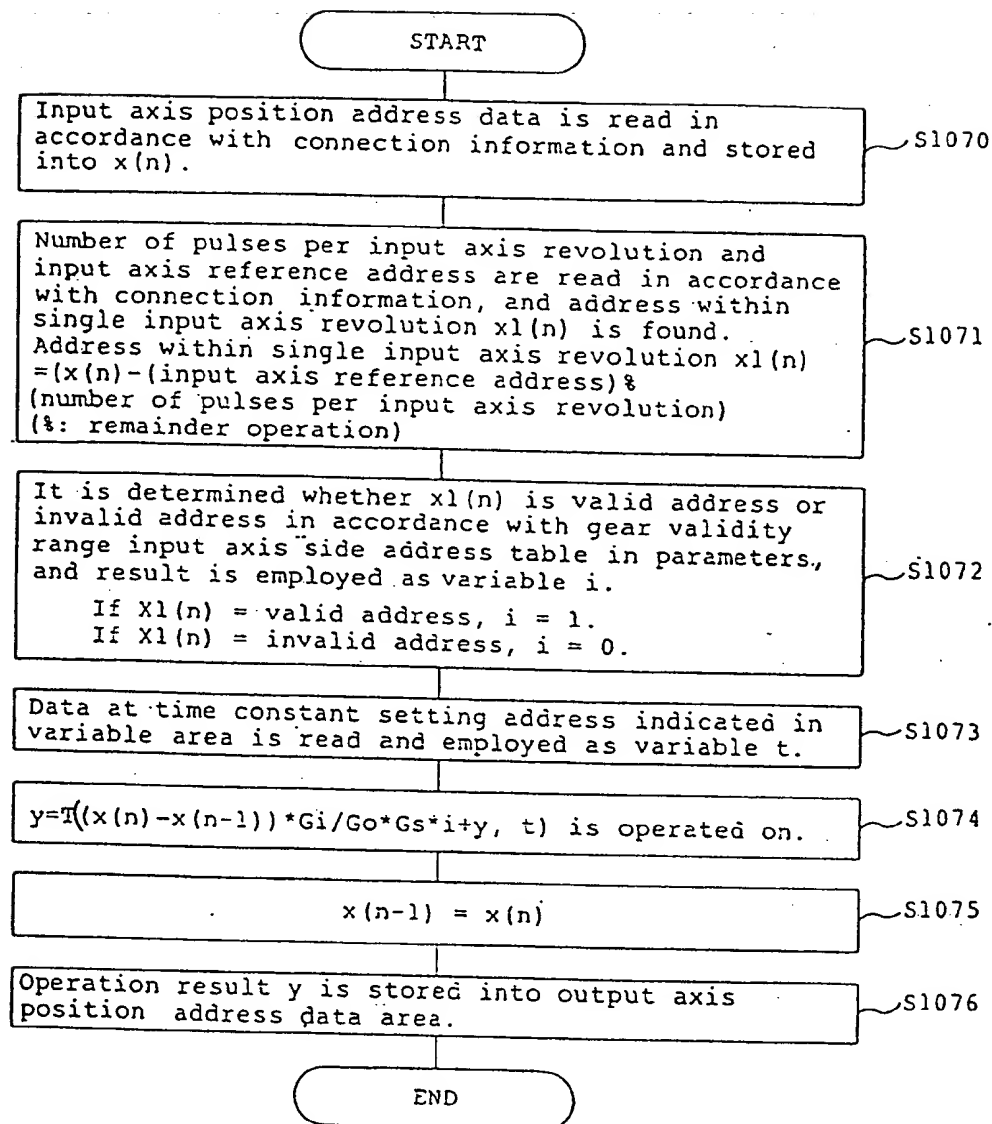 START
Input axis position address data is read in
accordance with connection information and stored
into x(n).
S1070
Number of pulses per input axis revolution and
input axis reference address are read in accordance
with connection information, and address within
single input axis revolution x1(n) is found.
Address within single input axis revolution x1(n)
=(x(n)-(input axis reference address)%
(number of pulses per input axis revolution)
(%: remainder operation)
S1071
It is determined whether x1(n) is valid address or
invalid address in accordance with gear validity
range input axis side address table in parameters,
and result is employed as variable i.
If X1(n) = valid address, i = 1.
If X1(n) = invalid address, i = 0.
S1072
Data at time constant setting address indicated in
variable area is read and employed as variable t.
S1073
y=T((x(n)-x(n-1))*Gi/Go*Gs*i+y, t) is operated on.
S1074
x(n-1) = x(n)
S1075
Operation result y is stored into output axis
position address data area.
S1076
END